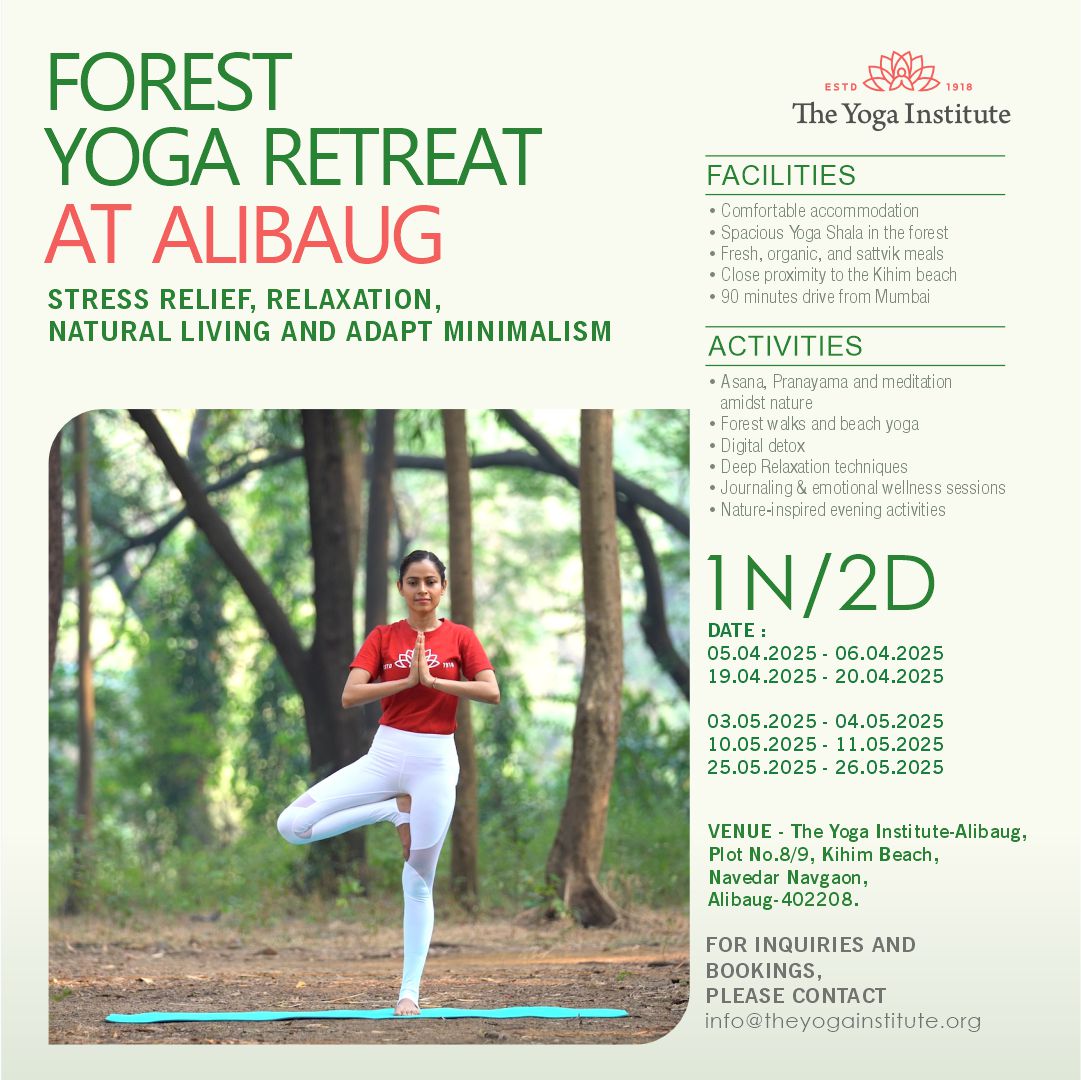 FOREST
YOGA RETREAT
AT ALIBAUG
STRESS RELIEF, RELAXATION,
NATURAL LIVING AND ADAPT MINIMALISM
ESTD 1918
The Yoga Institute
FACILITIES
• Comfortable accommodation
• Spacious Yoga Shala in the forest
• Fresh, organic, and sattvik meals
• Close proximity to the Kihim beach
• 90 minutes drive from Mumbai
ACTIVITIES
• Asana, Pranayama and meditation
amidst nature
• Forest walks and beach yoga
• Digital detox
• Deep Relaxation techniques
• Journaling & emotional wellness sessions
• Nature-inspired evening activities
1N/2D
DATE :
05.04.2025 - 06.04.2025
19.04.2025 - 20.04.2025
03.05.2025 - 04.05.2025
10.05.2025 - 11.05.2025
25.05.2025 - 26.05.2025
VENUE - The Yoga Institute-Alibaug,
Plot No.8/9, Kihim Beach,
Navedar Navgaon,
Alibaug-402208.
FOR INQUIRIES AND
BOOKINGS,
PLEASE CONTACT
info@theyogainstitute.org
ESTD 1918